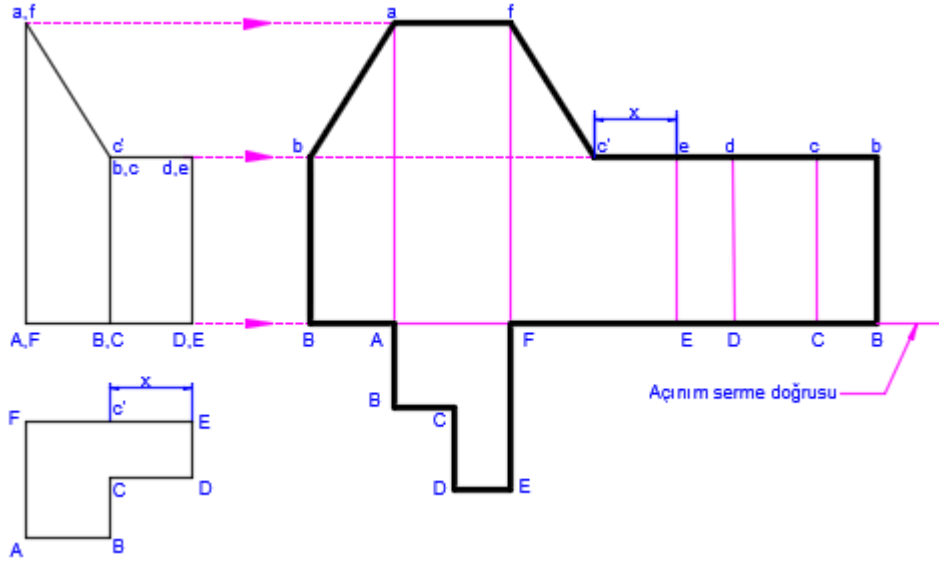 a,f
a
f
x
b
c'
c'
e
d
c
b
b,c
d,e
A,F
B,C
D,E
B
A
F
E
D
C
B
x
Açınım serme doğrusu
F
c'
E
B
C
C
D
D
E
A
B